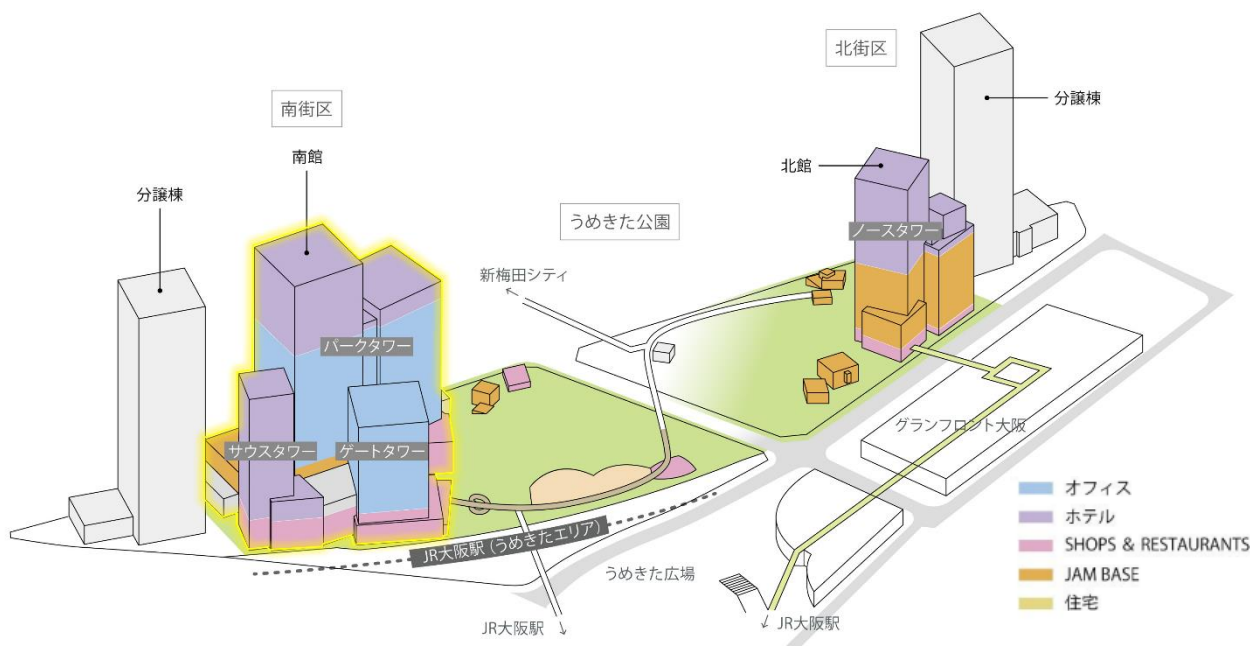 北街区
分譲棟
南街区
南館
北館
分譲棟
うめきた公園
ノースタワー
新梅田シティ
パークタワー
グランフロント大阪
サウスタワー
ゲートタワー
オフィス
ホテル
SHOPS & RESTAURANTS
JAM BASE
住宅
JR大阪駅(うめきたエリア)
うめきた広場
JR大阪駅
JR大阪駅